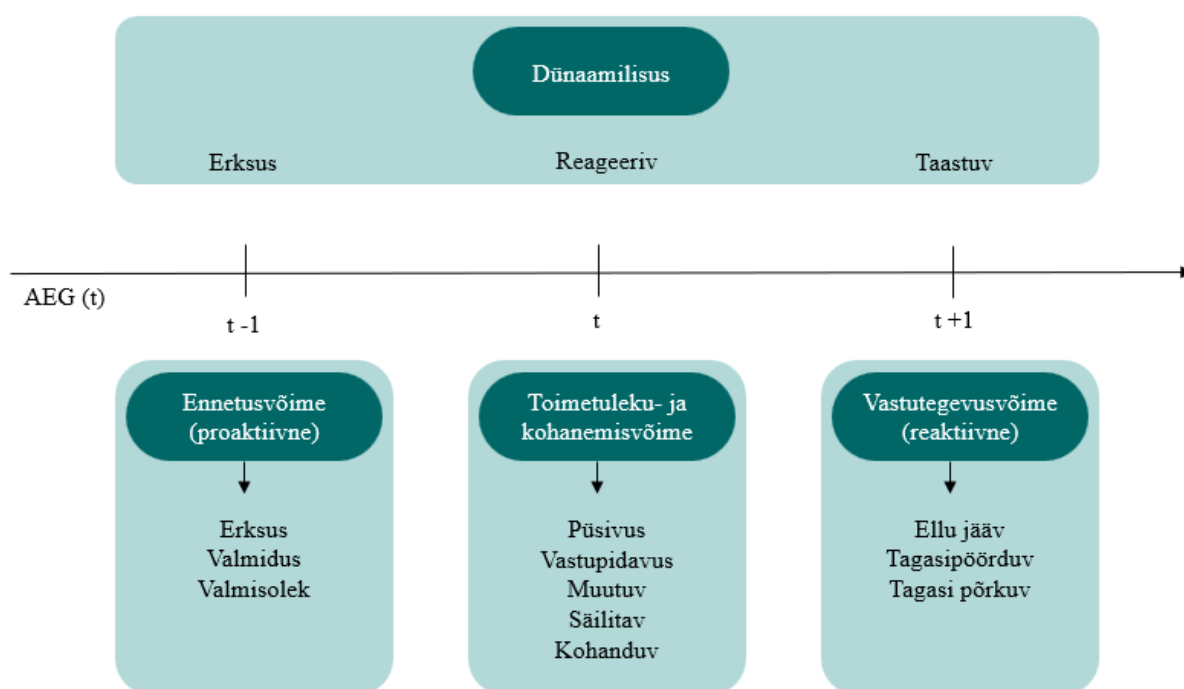 Dünaamilisus
Erksus
Reageeriv
Taastuv
AEG (t)
t -1
t
t +1
Ennetusvõime
(proaktiivne)
Erksus
Valmidus
Valmisolek
Toimetuleku- ja
kohanemisvõime
Püsivus
Vastupidavus
Muutuv
Säilitav
Kohanduv
Vastutegevusvõime
(reaktiivne)
Ellu jääv
Tagasipöörduv
Tagasi põrkuv